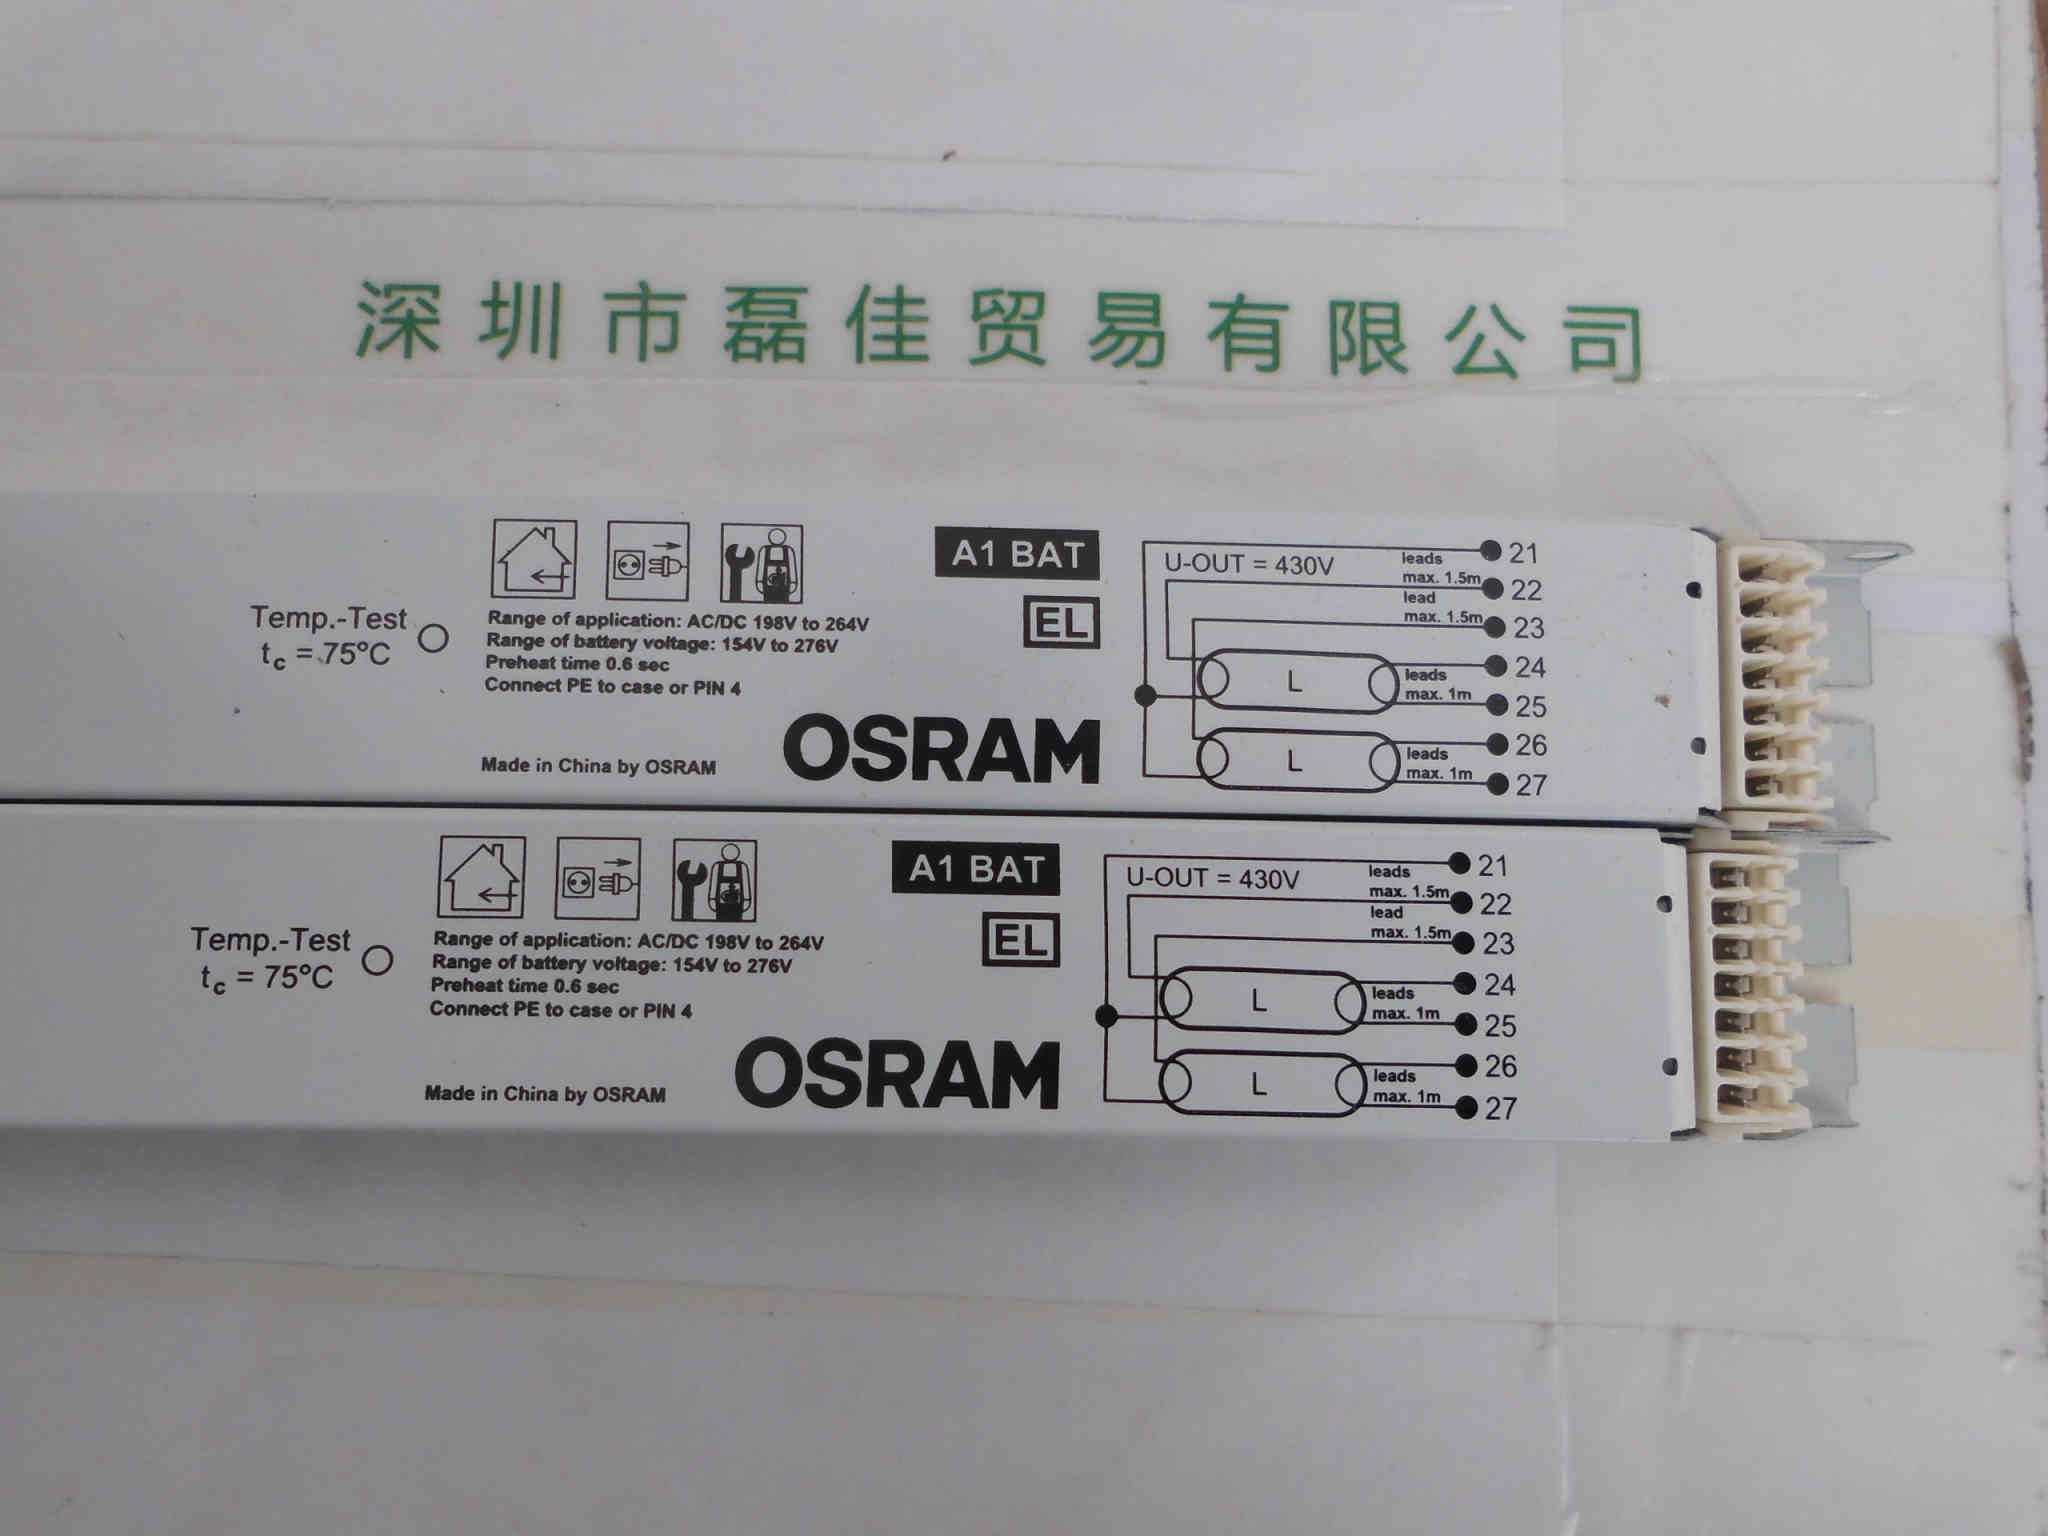 深圳市磊佳贸易有限公司
Temp.-Test
tc = 75°C
Range of application: AC/DC 198V to 264V
Range of battery voltage: 154V to 276V
Preheat time 0.6 sec
Connect PE to case or PIN 4
Made in China by OSRAM
OSRAM
A1 BAT
EL
U-OUT = 430V
leads
max. 1.5m
lead
max. 1.5m
L
leads
max. 1m
L
leads
max. 1m
21
22
23
24
25
26
27
Temp.-Test
tc = 75°C
Range of application: AC/DC 198V to 264V
Range of battery voltage: 154V to 276V
Preheat time 0.6 sec
Connect PE to case or PIN 4
Made in China by OSRAM
OSRAM
A1 BAT
EL
U-OUT = 430V
leads
max. 1.5m
lead
max. 1.5m
L
leads
max. 1m
L
leads
max. 1m
21
22
23
24
25
26
27